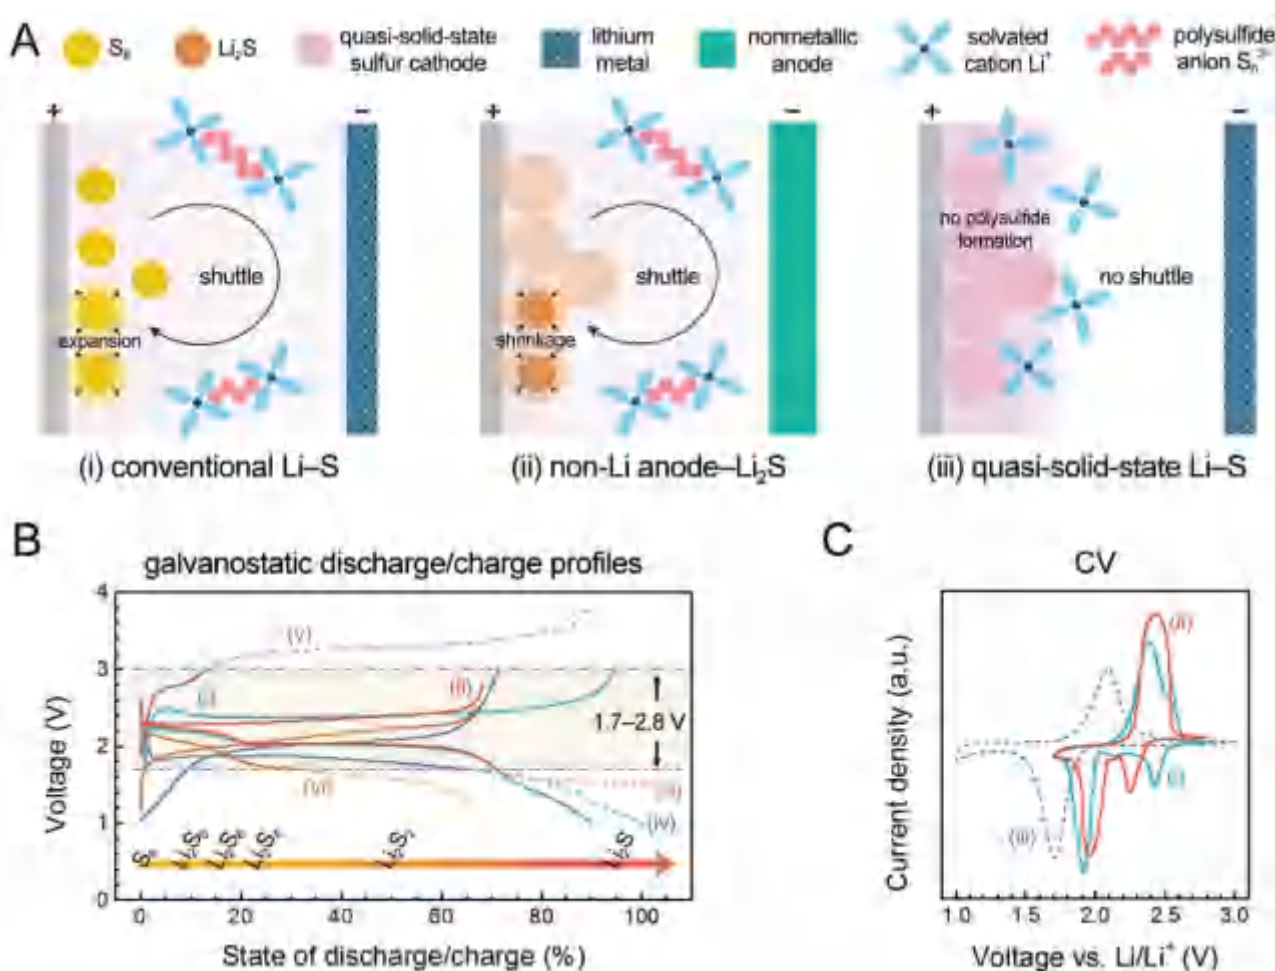 A
S₈
Li₂S
quasi-solid-state
sulfur cathode
lithium
metal
nonmetallic
anode
solvated
cation Li⁺
polysulfide
anion Sₙ²⁻
+
–
+
–
+
–
shuttle
expansion
shuttle
shrinkage
no polysulfide
formation
no shuttle
(i) conventional Li–S
(ii) non-Li anode–Li₂S
(iii) quasi-solid-state Li–S
B
galvanostatic discharge/charge profiles
4
3
2
1
0
Voltage (V)
(v)
(i)
(ii)
1.7–2.8 V
(vi)
(iv)
S₈
Li₂S
0
20
40
60
80
100
State of discharge/charge (%)
C
CV
Current density (a.u.)
(ii)
(i)
(iii)
1.0
1.5
2.0
2.5
3.0
Voltage vs. Li/Li⁺ (V)